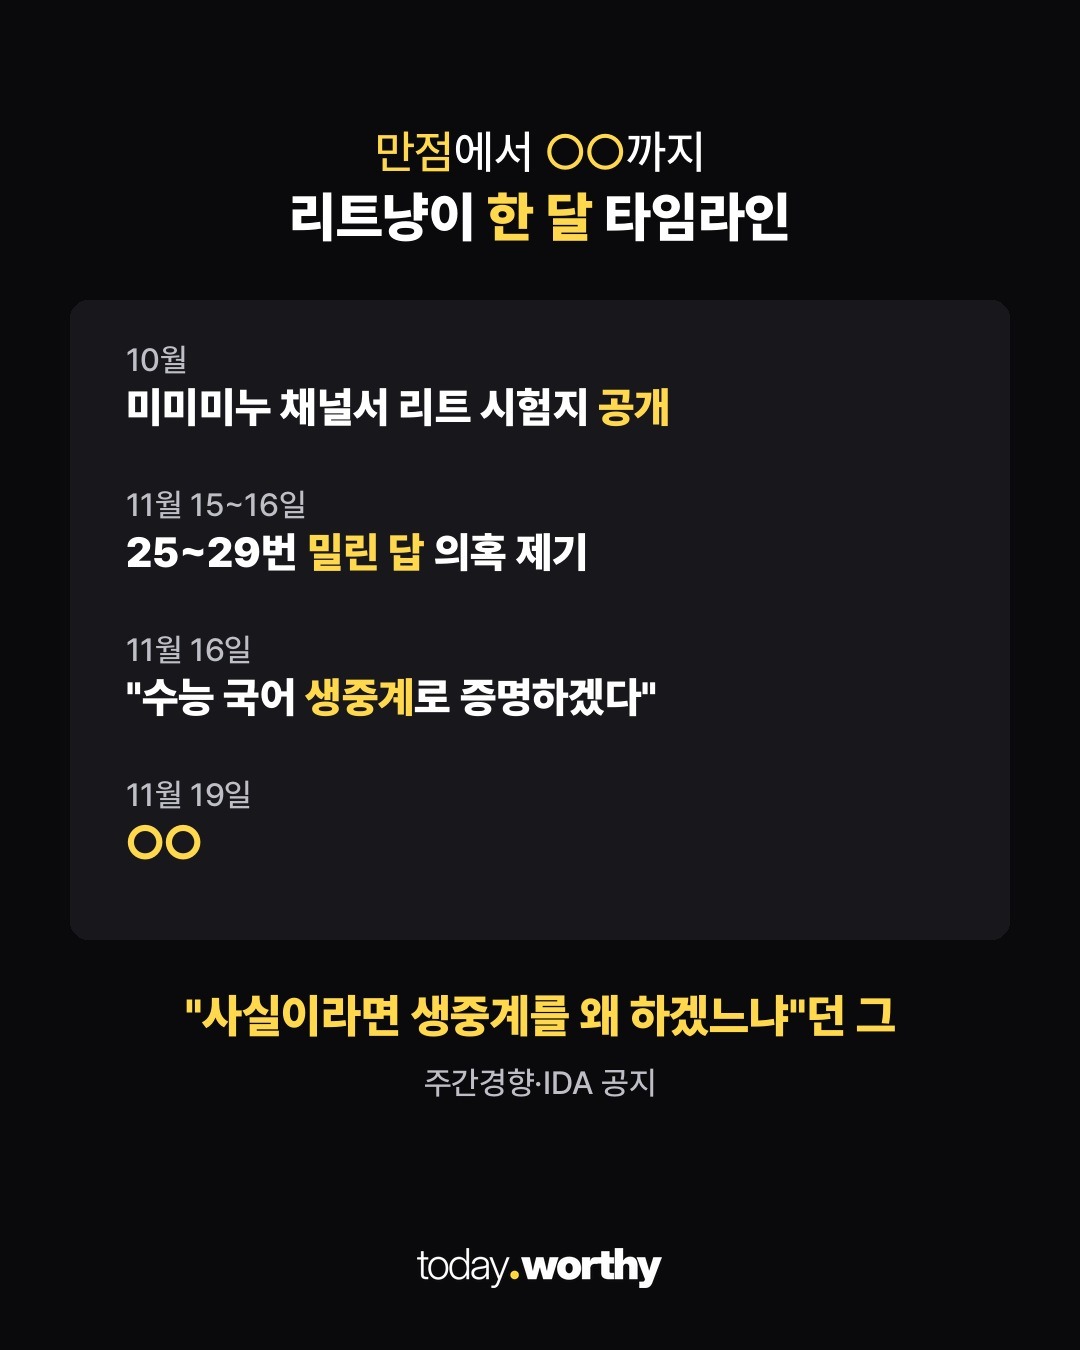 만점에서 ○○까지
리트냥이 한 달 타임라인
10월
미미미누 채널서 리트 시험지 공개
11월 15~16일
25~29번 밀린 답 의혹 제기
11월 16일
"수능 국어 생중계로 증명하겠다"
11월 19일
○○
"사실이라면 생중계를 왜 하겠느냐"던 그
주간경향·IDA 공지
today.worthy